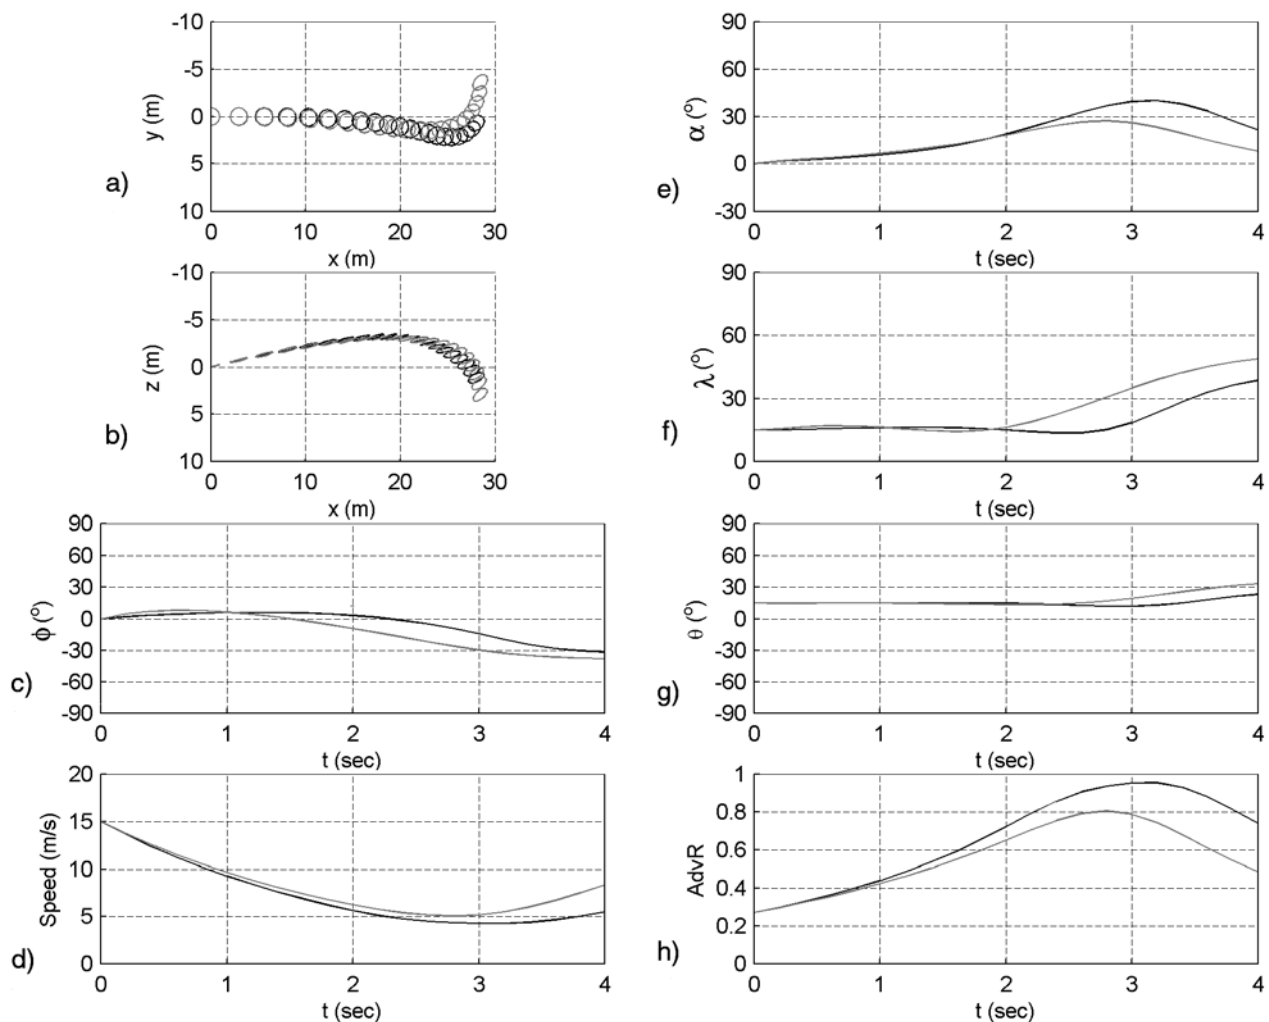 -10
-5
0
5
10
y (m)
a)
0 10 20 30
x (m)
-10
-5
0
5
10
z (m)
b)
0 10 20 30
x (m)
90
60
30
0
-30
-60
-90
ϕ (°)
c)
0 1 2 3 4
t (sec)
20
15
10
5
0
Speed (m/s)
d)
0 1 2 3 4
t (sec)
90
60
30
0
-30
α (°)
e)
0 1 2 3 4
t (sec)
90
60
30
0
λ (°)
f)
0 1 2 3 4
t (sec)
90
60
30
0
-30
-60
-90
θ (°)
g)
0 1 2 3 4
t (sec)
1
0.8
0.6
0.4
0.2
0
AdvR
h)
0 1 2 3 4
t (sec)